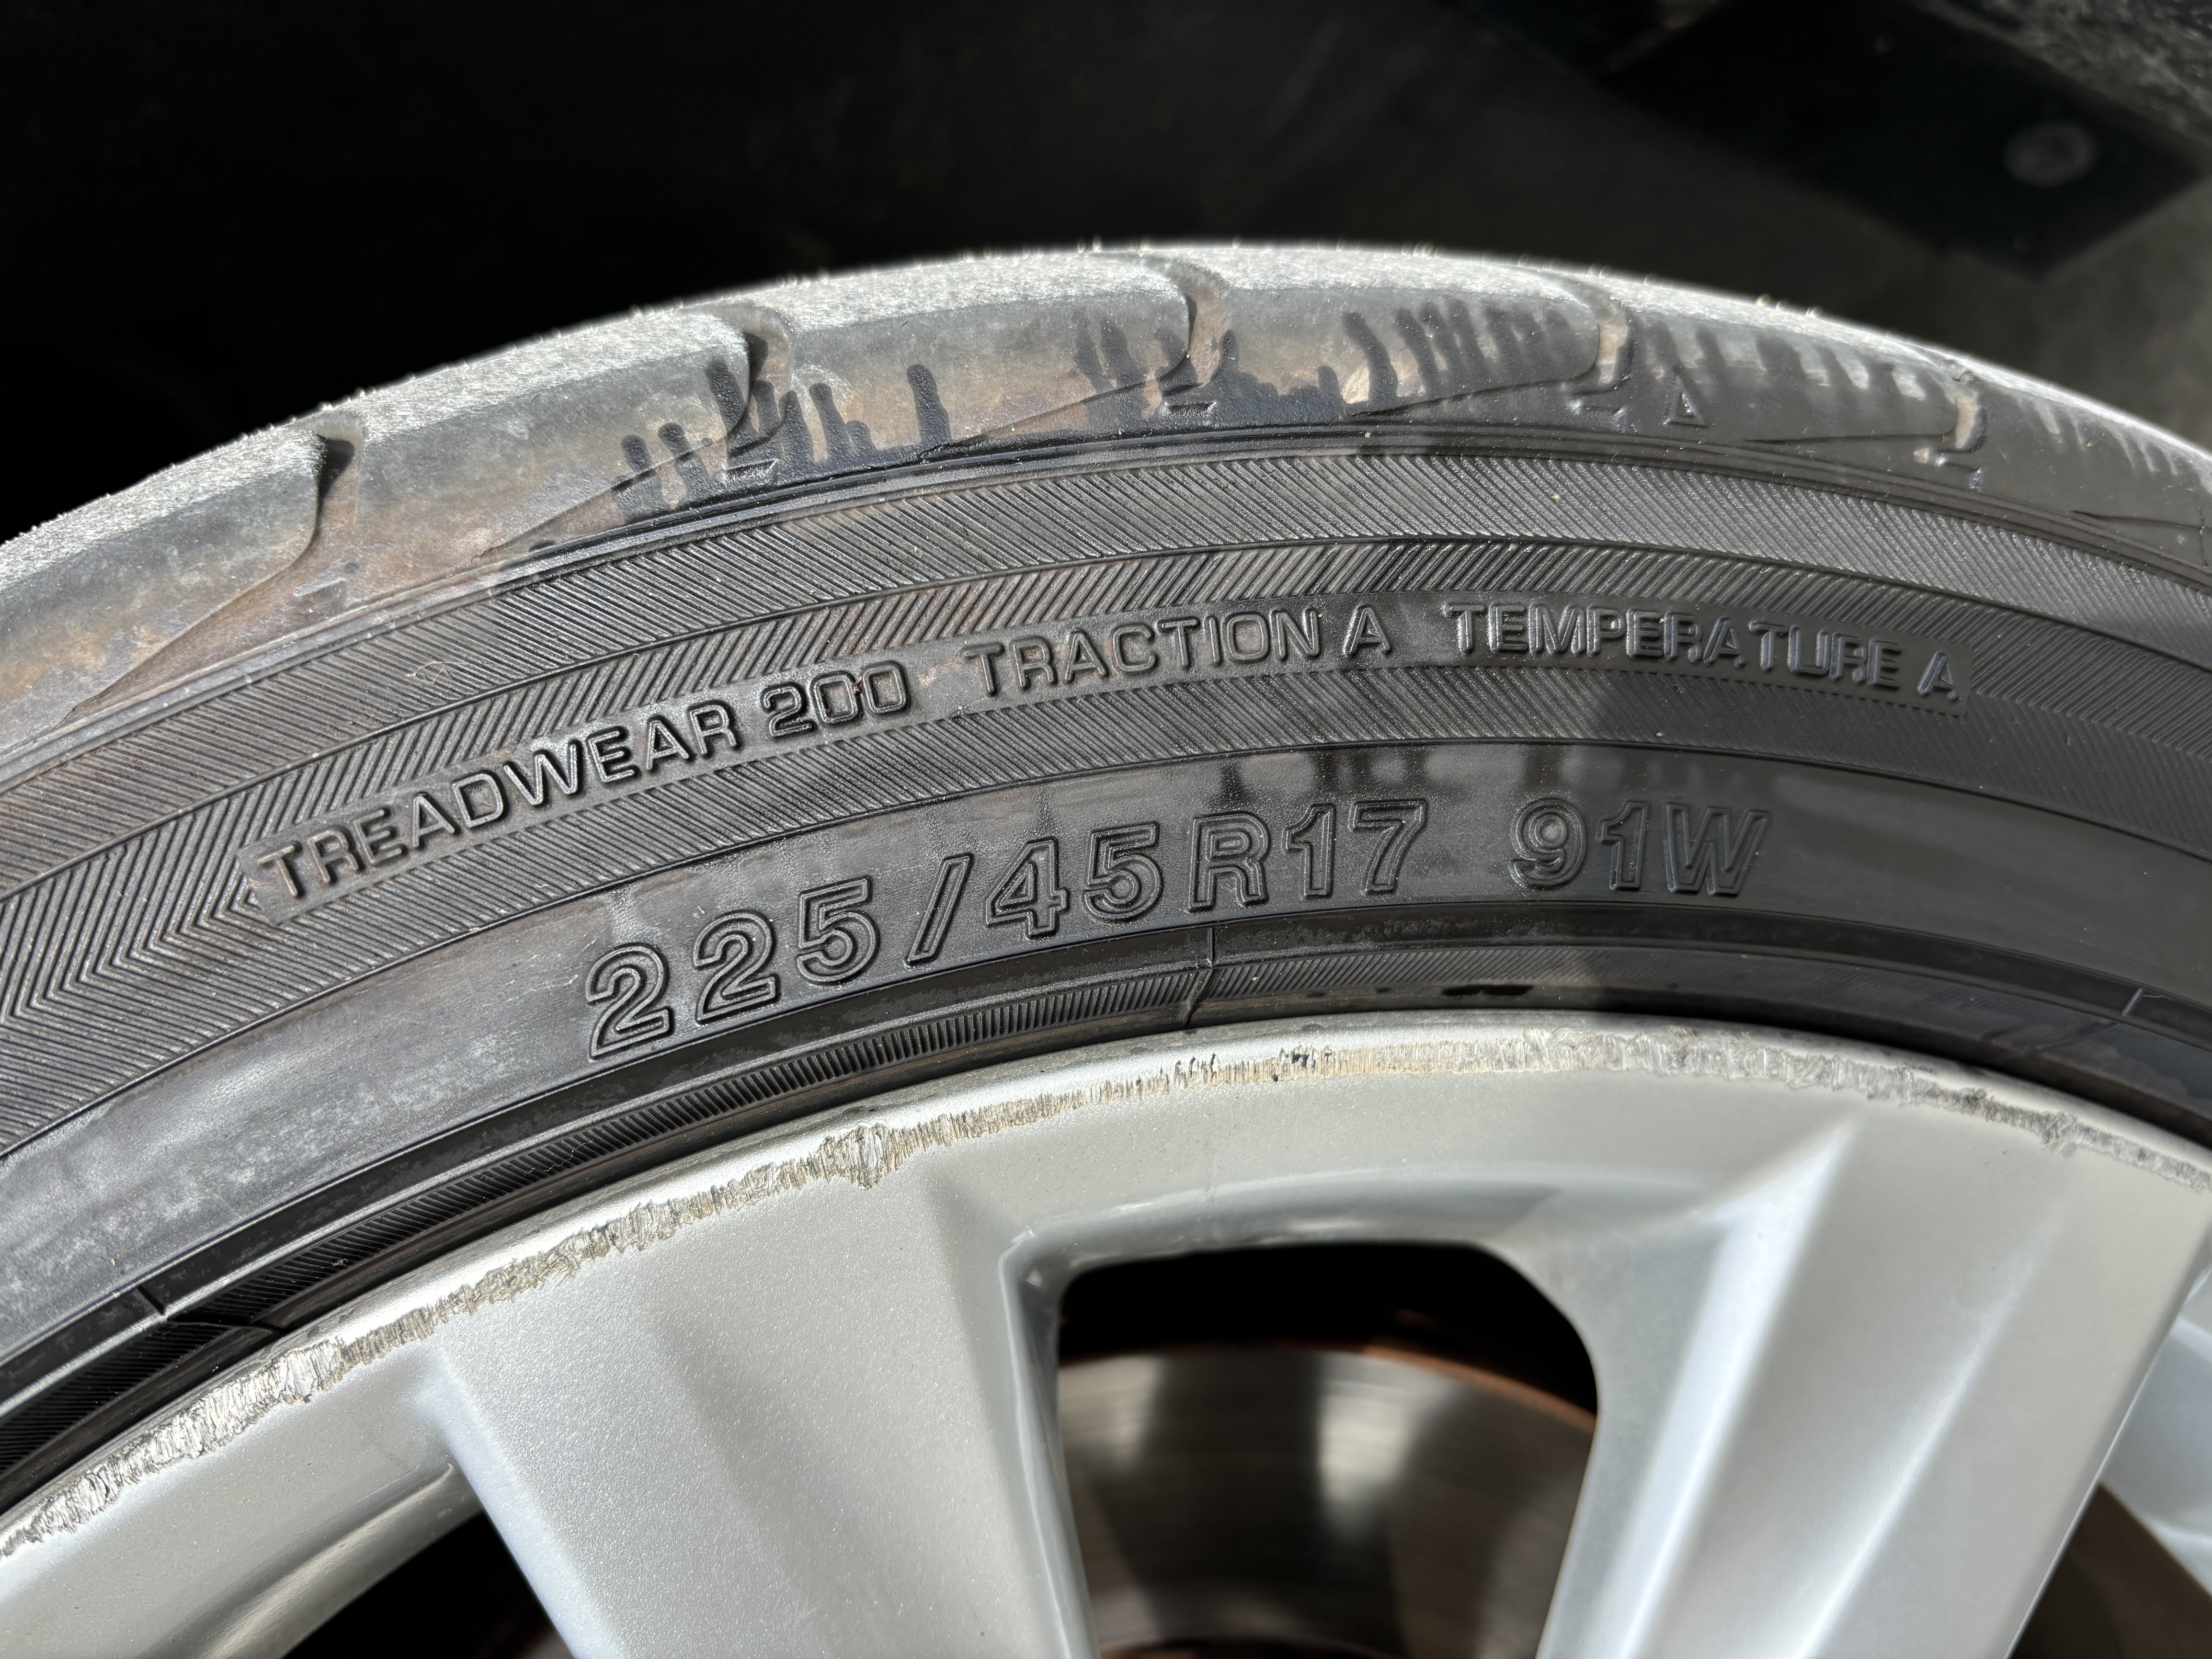 TREADWEAR 200 TRACTION A TEMPERATURE A
225/45R17 91W